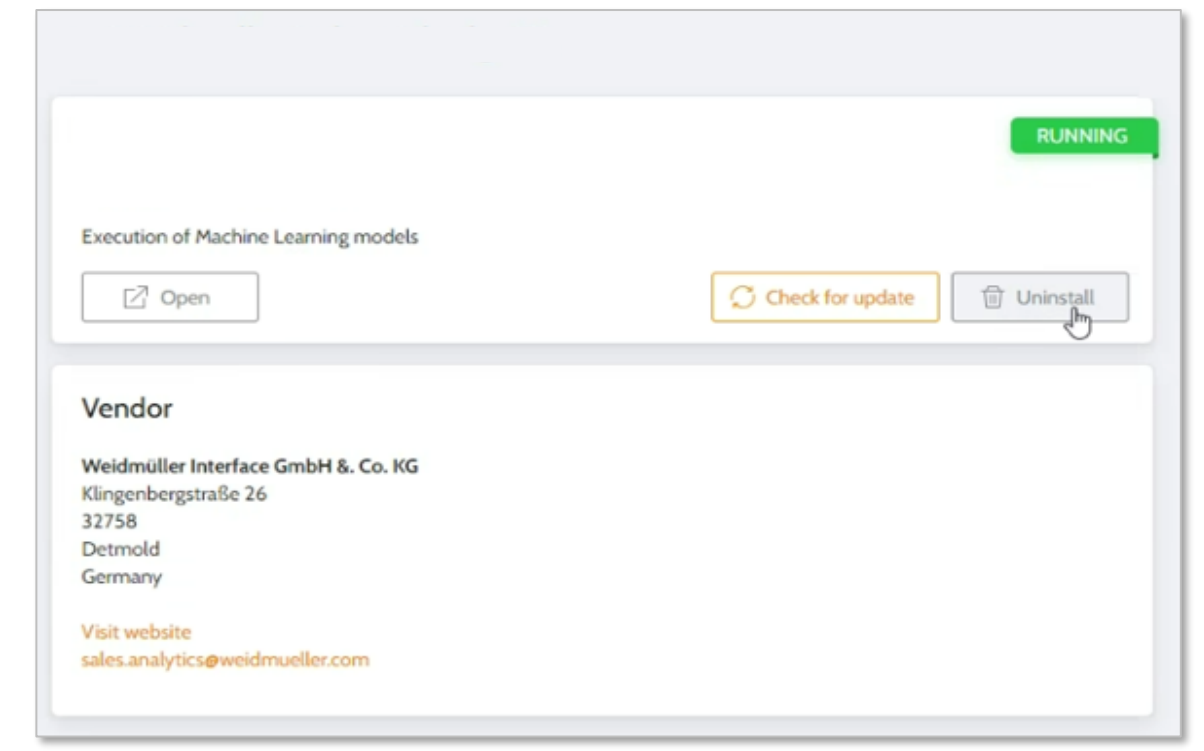 RUNNING
Execution of Machine Learning models
Open
Check for update
Uninstall
Vendor
Weidmüller Interface GmbH &. Co. KG
Klingenbergstraße 26
32758
Detmold
Germany
Visit website
sales.analytics@weidmueller.com